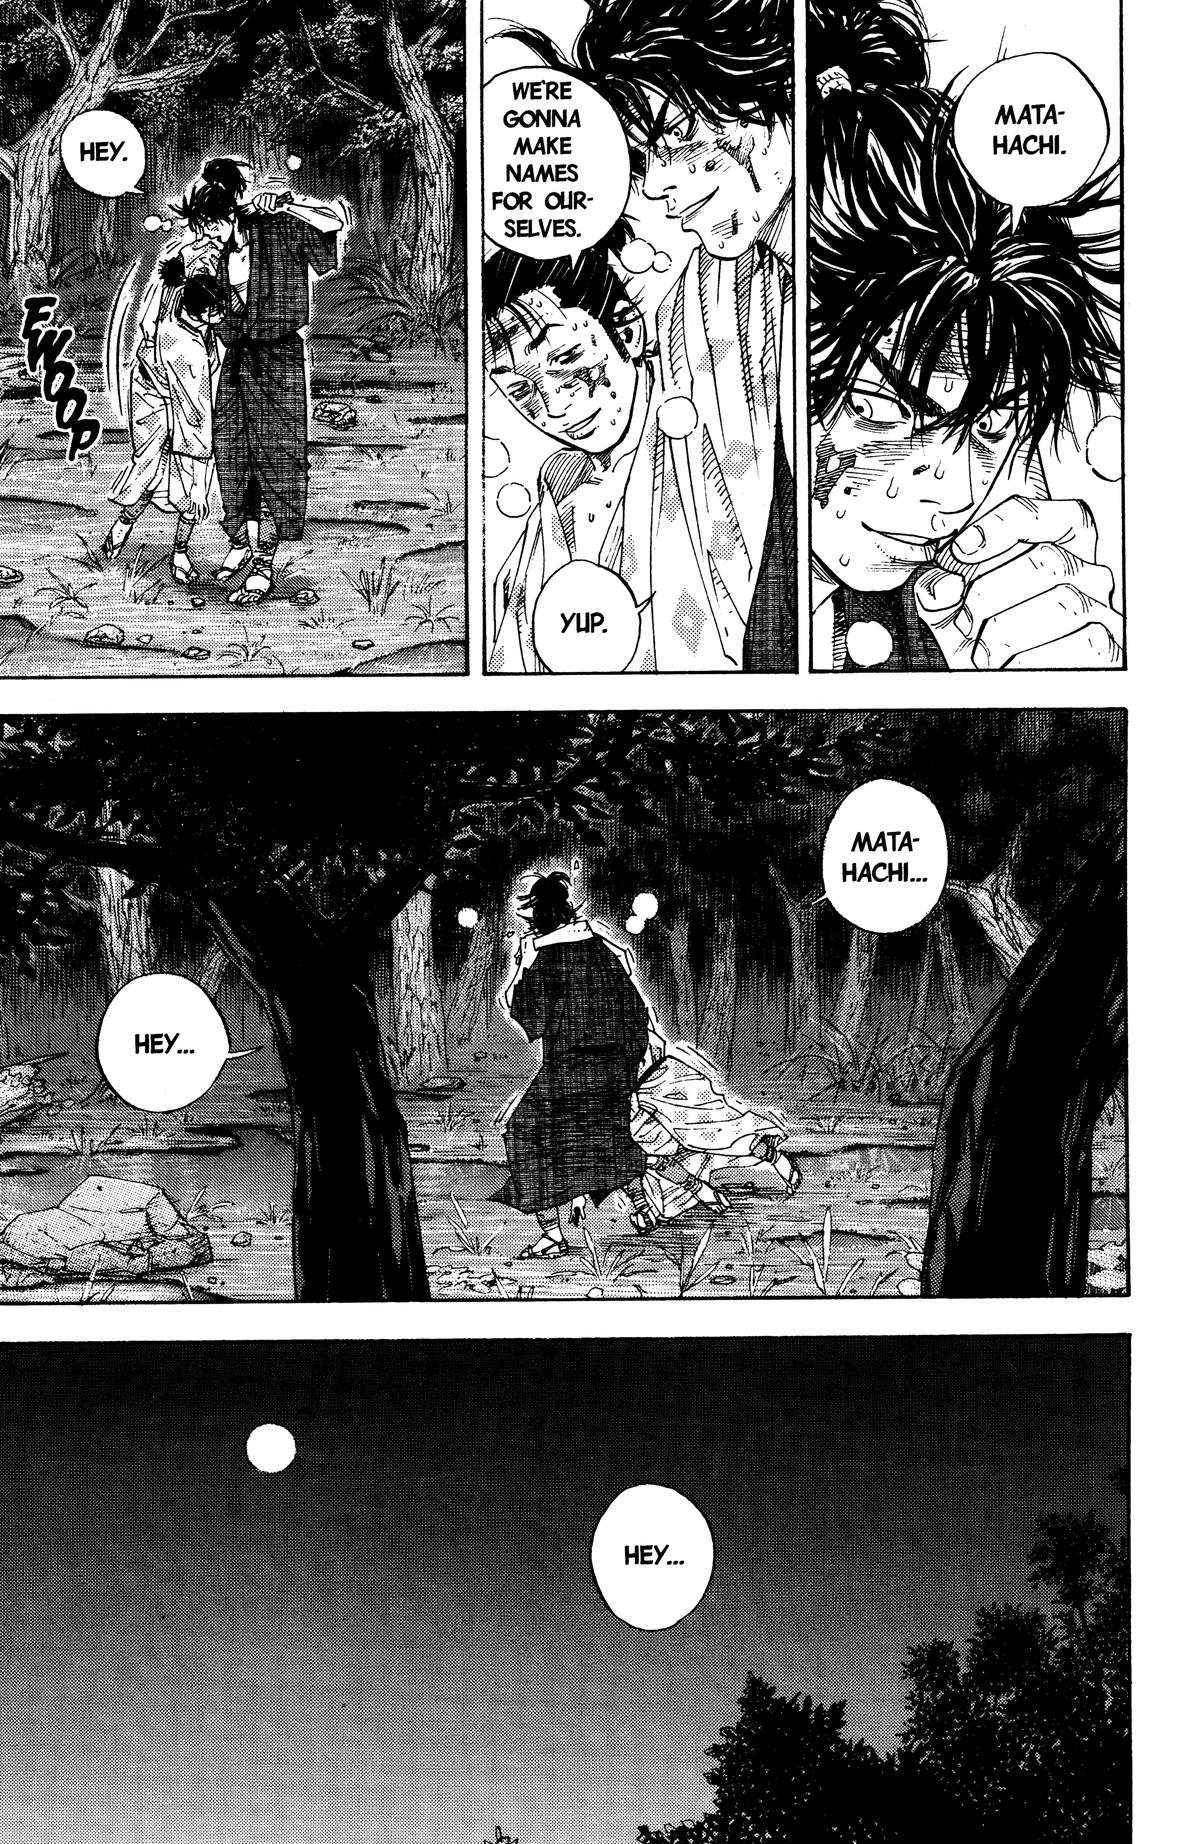 MATA-
HACHI.
WE'RE
GONNA
MAKE
NAMES
FOR OUR-
SELVES.
YUP.
HEY.
FWOOP
MATA-
HACHI...
HEY...
HEY...